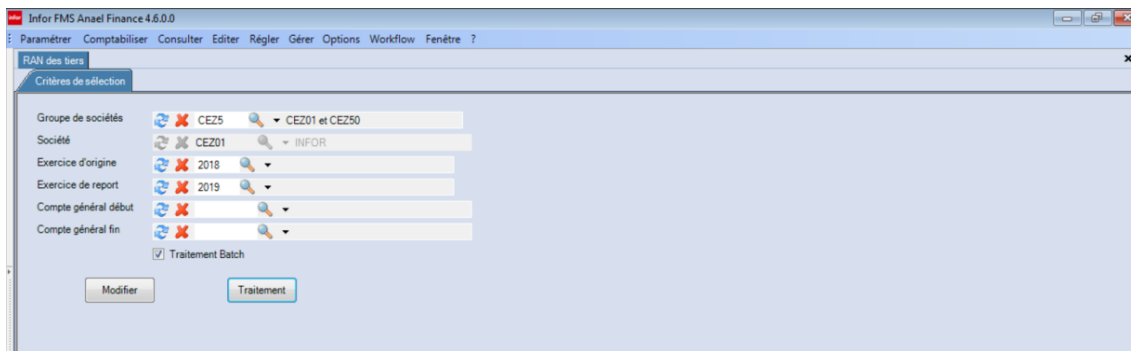 infor Infor FMS Anael Finance 4.6.0.0
Paramétrer Comptabiliser Consulter Editer Régler Gérer Options Workflow Fenêtre ?
RAN des tiers
Critères de sélection
Groupe de sociétés CEZ5 CEZ01 et CEZ50
Société CEZ01 INFOR
Exercice d'origine 2018
Exercice de report 2019
Compte général début
Compte général fin
Traitement Batch
Modifier Traitement